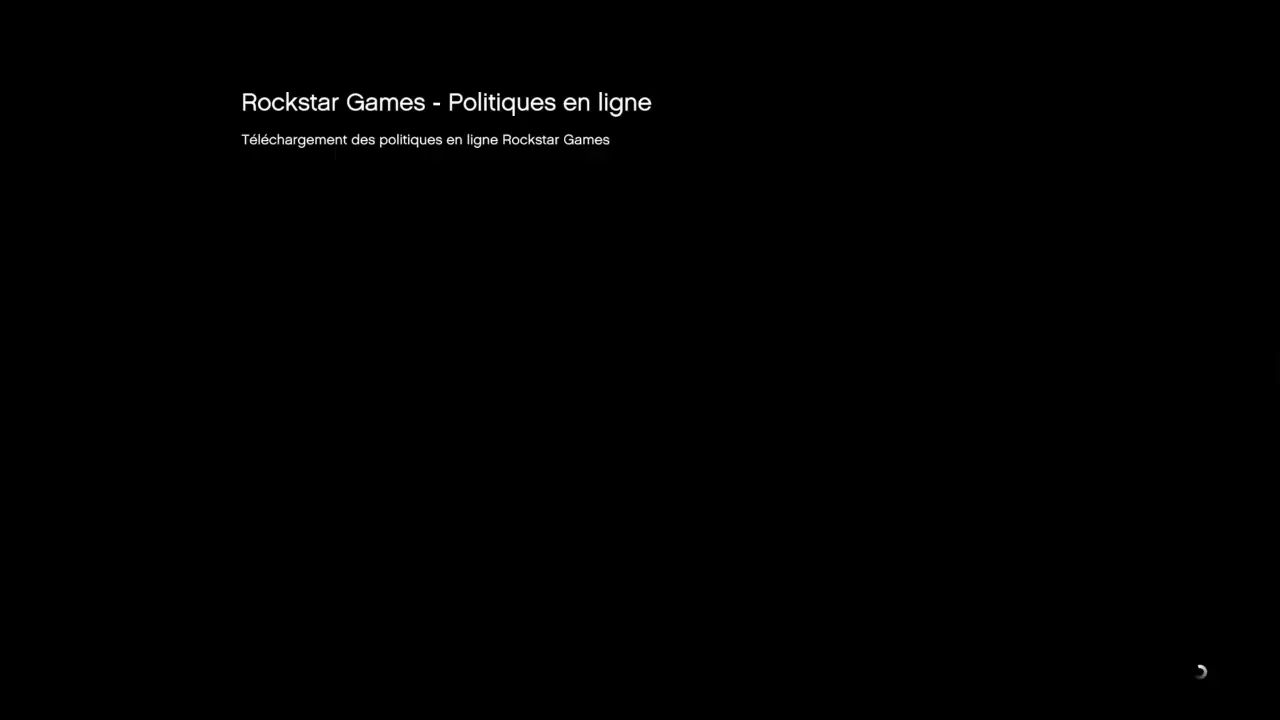 Rockstar Games - Politiques en ligne
Téléchargement des politiques en ligne Rockstar Games